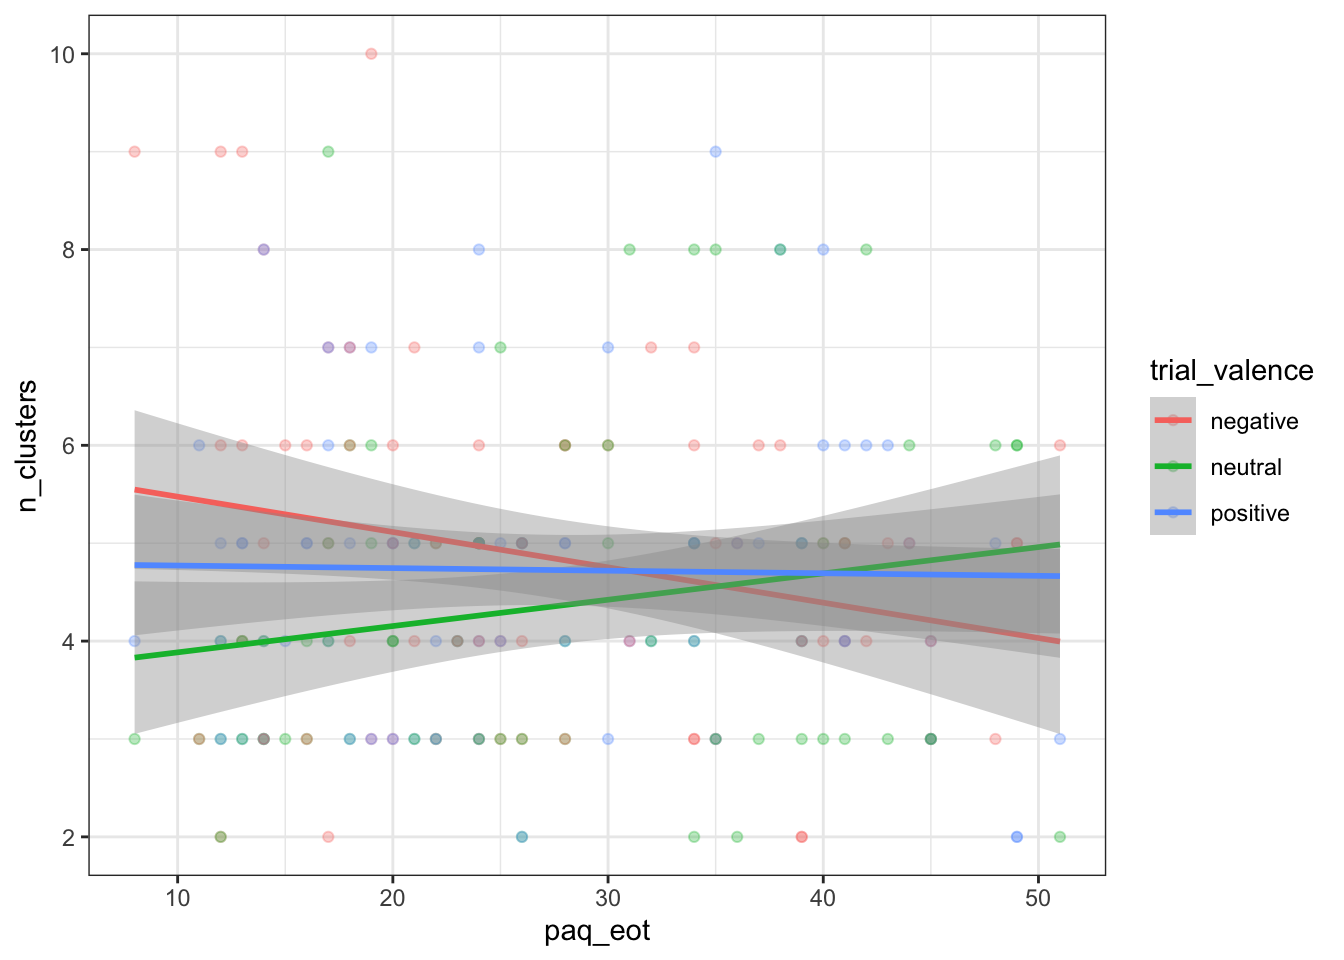 10
8
6
4
2
n_clusters
10 20 30 40 50
paq_eot
trial_valence
negative
neutral
positive